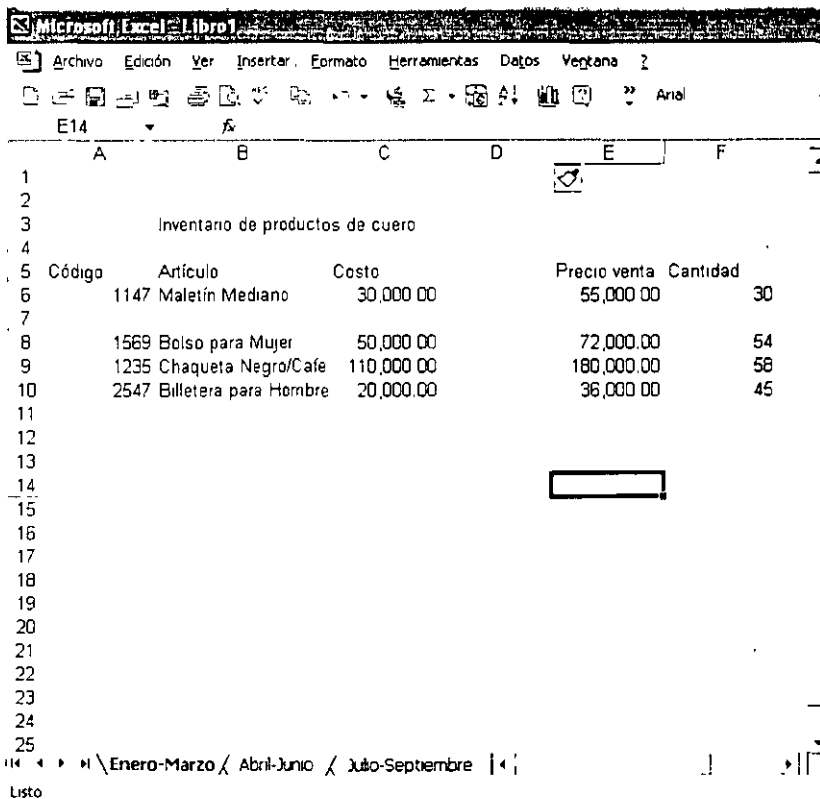 Microsoft Excel - Libro1
Archivo Edición Ver Insertar Formato Herramientas Datos Ventana ?
Arial
E14 fx
A B C D E F
1
2
3 Inventario de productos de cuero
4
5 Código Artículo Costo Precio venta Cantidad
6 1147 Maletín Mediano 30,000.00 55,000.00 30
7
8 1569 Bolso para Mujer 50,000.00 72,000.00 54
9 1235 Chaqueta Negro/Cafe 110,000.00 180,000.00 58
10 2547 Billetera para Hombre 20,000.00 36,000.00 45
11
12
13
14
15
16
17
18
19
20
21
22
23
24
25
Enero-Marzo Abril-Junio Julio-Septiembre
Listo